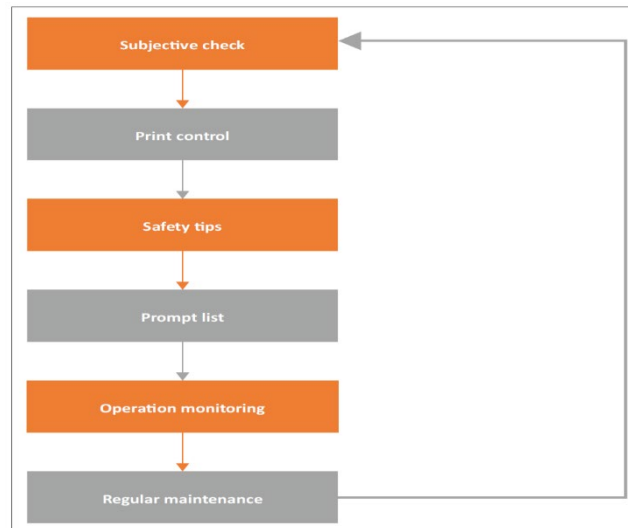 Subjective check
Print control
Safety tips
Prompt list
Operation monitoring
Regular maintenance